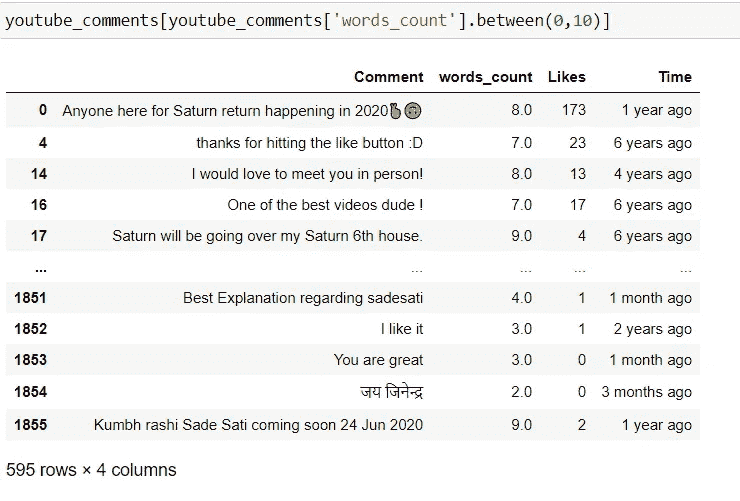 youtube_comments[youtube_comments['words_count'].between(0,10)]
Comment words_count Likes Time
0 Anyone here for Saturn return happening in 2020🤞🙃 8.0 173 1 year ago
4 thanks for hitting the like button :D 7.0 23 6 years ago
14 I would love to meet you in person! 8.0 13 4 years ago
16 One of the best videos dude ! 7.0 17 6 years ago
17 Saturn will be going over my Saturn 6th house. 9.0 4 6 years ago
... ... ... ... ...
1851 Best Explanation regarding sadesati 4.0 1 1 month ago
1852 I like it 3.0 1 2 years ago
1853 You are great 3.0 0 1 month ago
1854 जय जिनेन्द्र 2.0 0 3 months ago
1855 Kumbh rashi Sade Sati coming soon 24 Jun 2020 9.0 2 1 year ago
595 rows × 4 columns